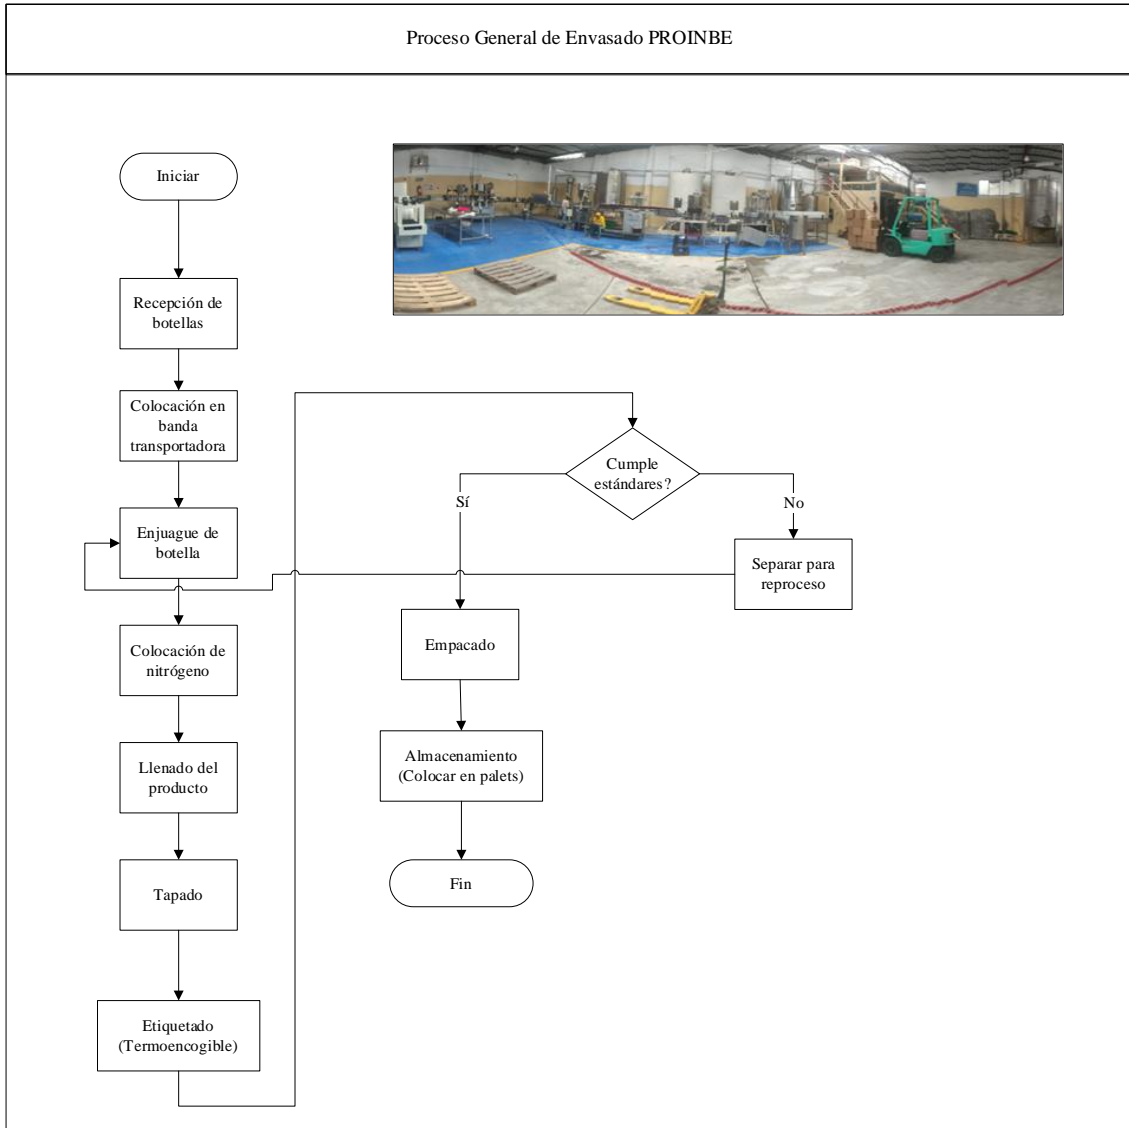 Proceso General de Envasado PROINBE
Iniciar
Recepción de
botellas
Colocación en
banda
transportadora
Enjuague de
botella
Colocación de
nitrógeno
Llenado del
producto
Tapado
Etiquetado
(Termoencogible)
Cumple
estándares?
Sí
No
Separar para
reproceso
Empacado
Almacenamiento
(Colocar en palets)
Fin